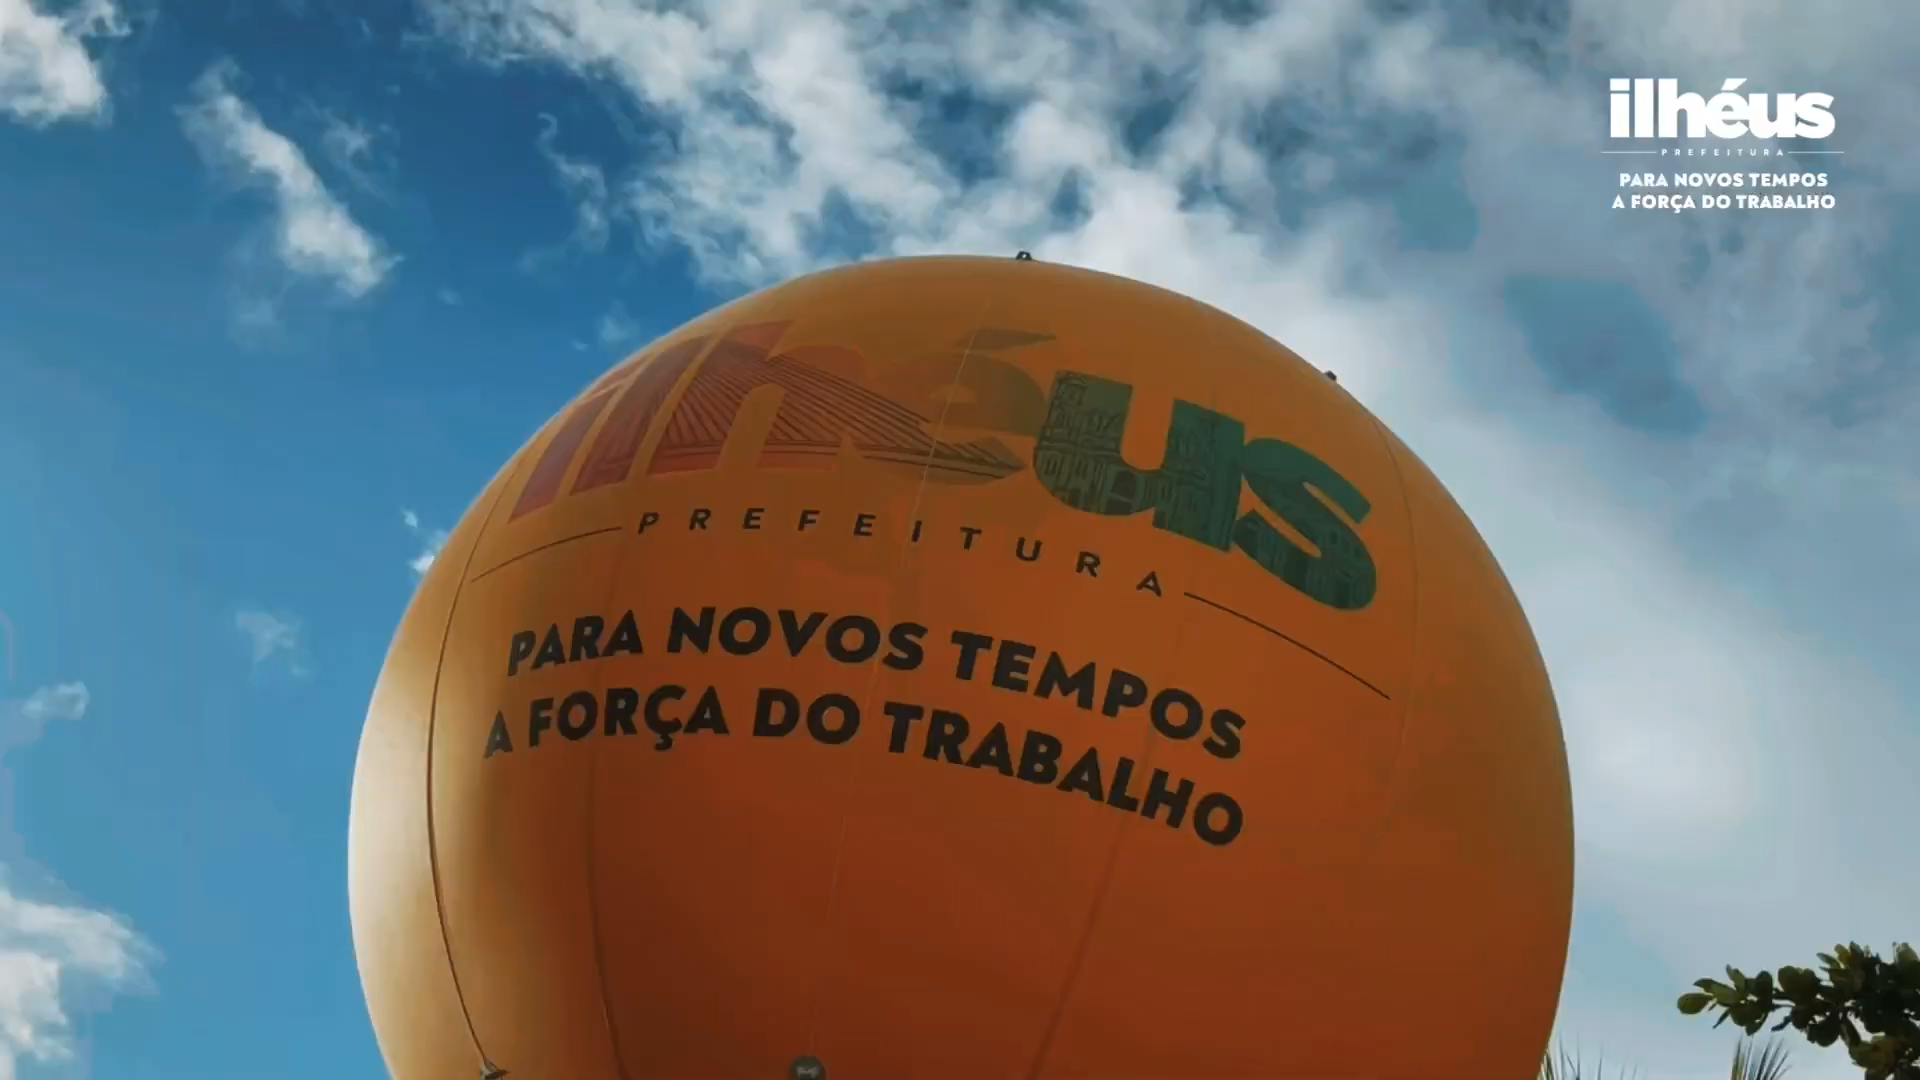 ilhéus
PREFEITURA
PARA NOVOS TEMPOS
A FORÇA DO TRABALHO
ilhéus
PREFEITURA
PARA NOVOS TEMPOS
A FORÇA DO TRABALHO